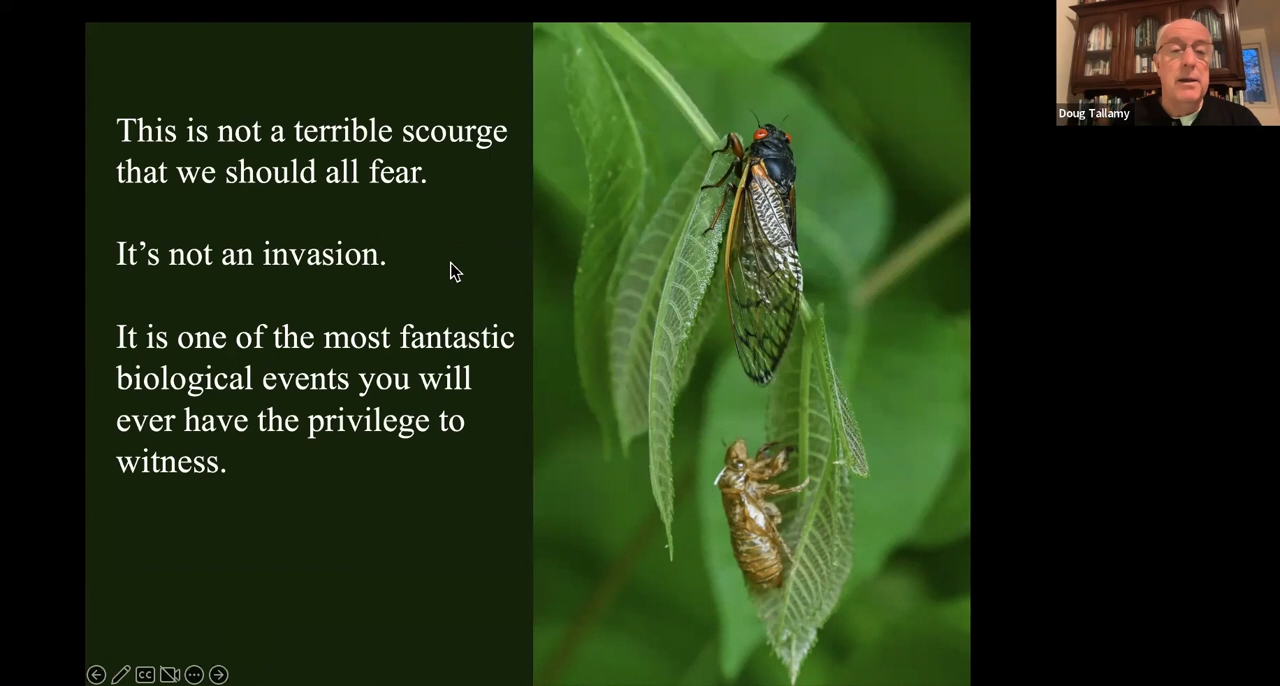 This is not a terrible scourge
that we should all fear.
It’s not an invasion.
It is one of the most fantastic
biological events you will
ever have the privilege to
witness.
Doug Tallamy
CC